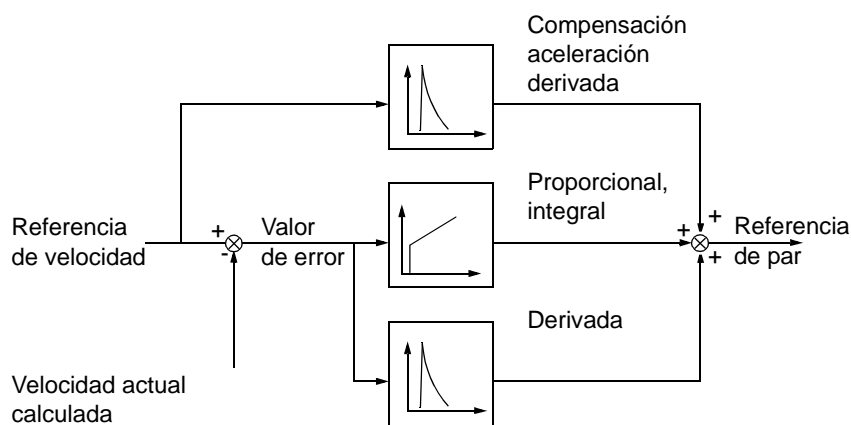 Compensación
aceleración
derivada
Proporcional,
integral
Referencia
de velocidad
+
-
Valor
de error
+
+
+
Referencia
de par
Derivada
Velocidad actual
calculada